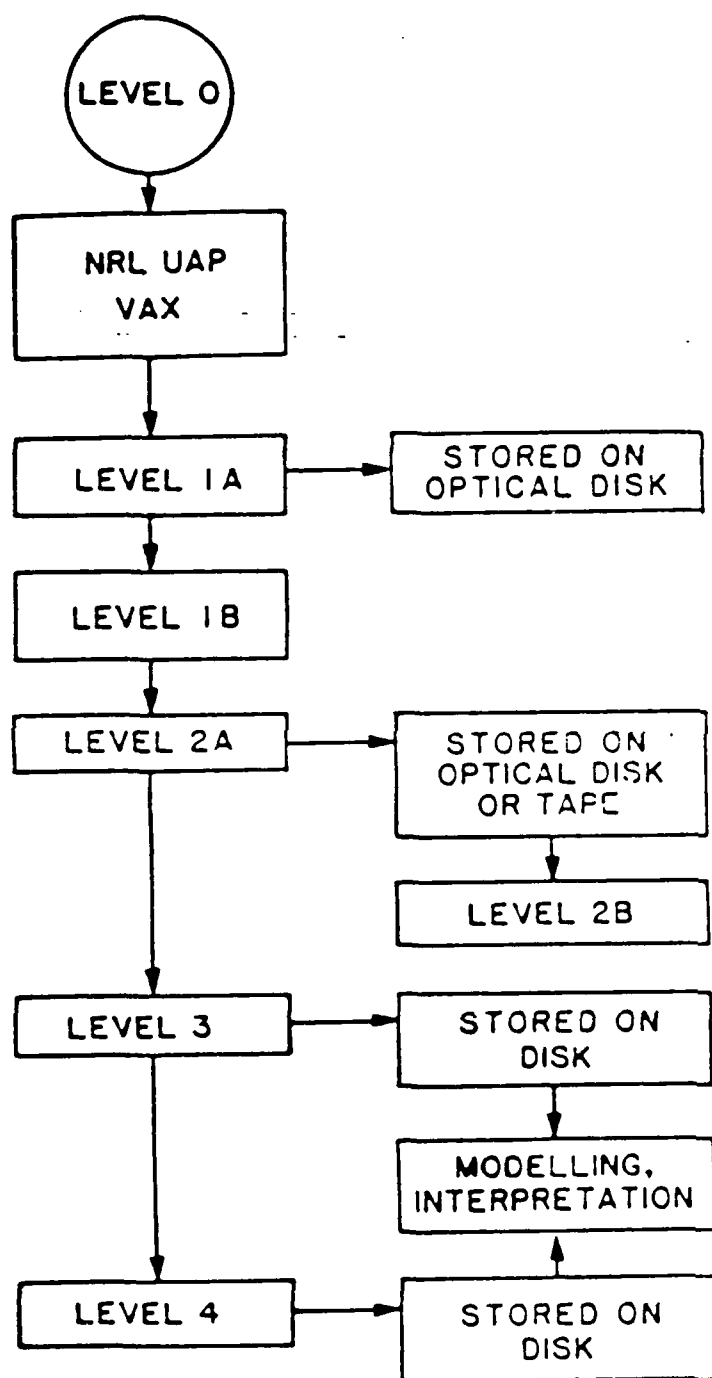 LEVEL 0
NRL UAP
VAX
LEVEL 1A
STORED ON
OPTICAL DISK
LEVEL 1B
LEVEL 2A
STORED ON
OPTICAL DISK
OR TAPE
LEVEL 2B
LEVEL 3
STORED ON
DISK
MODELLING,
INTERPRETATION
LEVEL 4
STORED ON
DISK